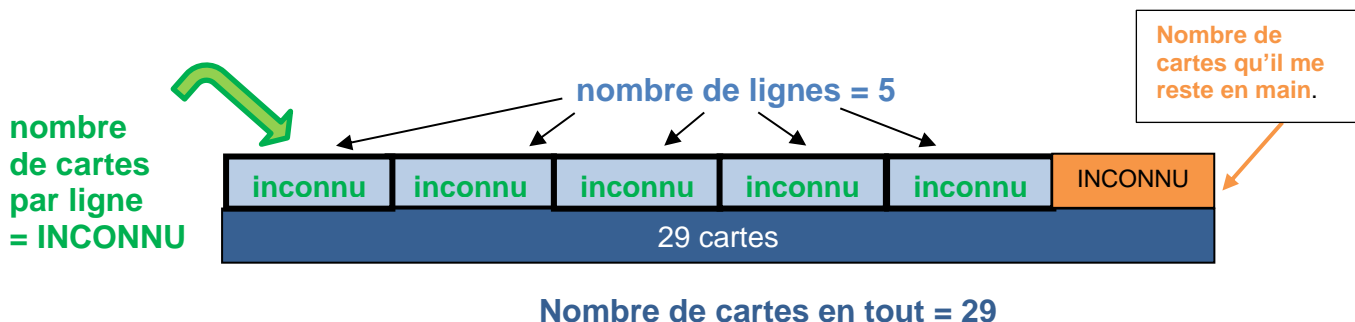 Nombre de
cartes qu'il me
reste en main.
nombre de lignes = 5
nombre
de cartes
par ligne
= INCONNU
inconnu inconnu inconnu inconnu inconnu INCONNU
29 cartes
Nombre de cartes en tout = 29